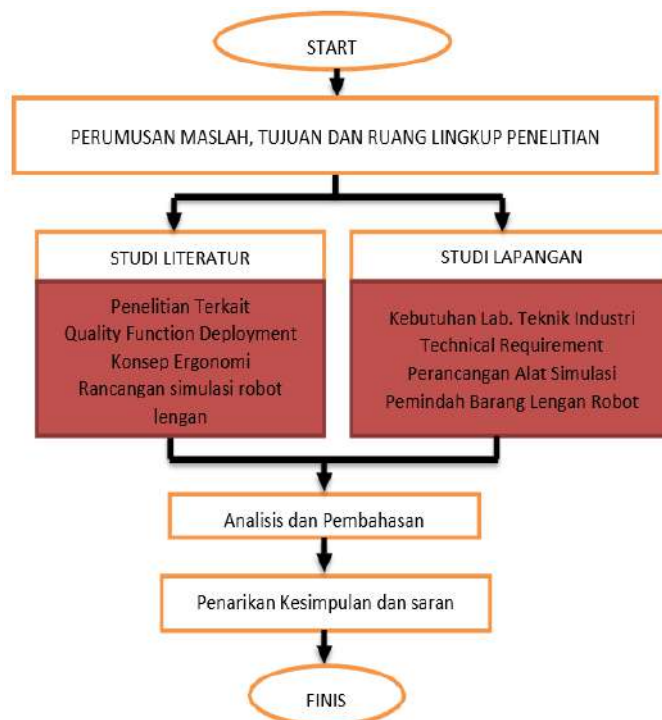 START
PERUMUSAN MASLAH, TUJUAN DAN RUANG LINGKUP PENELITIAN
STUDI LITERATUR
Penelitian Terkait
Quality Function Deployment
Konsep Ergonomi
Rancangan simulasi robot
lengan
STUDI LAPANGAN
Kebutuhan Lab. Teknik Industri
Technical Requirement
Perancangan Alat Simulasi
Pemindah Barang Lengan Robot
Analisis dan Pembahasan
Penarikan Kesimpulan dan saran
FINIS